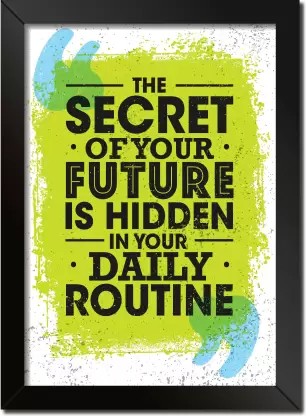 THE
SECRET
· OF YOUR ·
FUTURE
IS HIDDEN
IN YOUR
· DAILY ·
ROUTINE